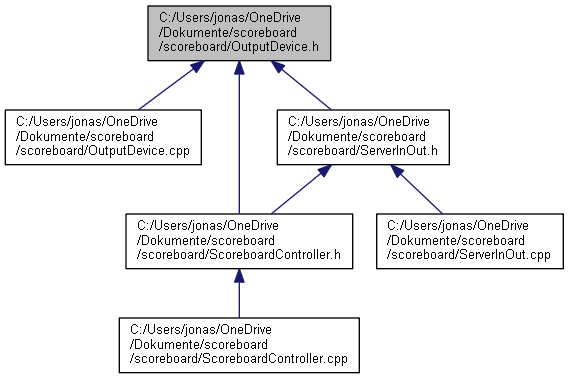 C:/Users/jonas/OneDrive
/Dokumente/scoreboard
/scoreboard/OutputDevice.h
C:/Users/jonas/OneDrive
/Dokumente/scoreboard
/scoreboard/OutputDevice.cpp
C:/Users/jonas/OneDrive
/Dokumente/scoreboard
/scoreboard/ServerInOut.h
C:/Users/jonas/OneDrive
/Dokumente/scoreboard
/scoreboard/ScoreboardController.h
C:/Users/jonas/OneDrive
/Dokumente/scoreboard
/scoreboard/ServerInOut.cpp
C:/Users/jonas/OneDrive
/Dokumente/scoreboard
/scoreboard/ScoreboardController.cpp